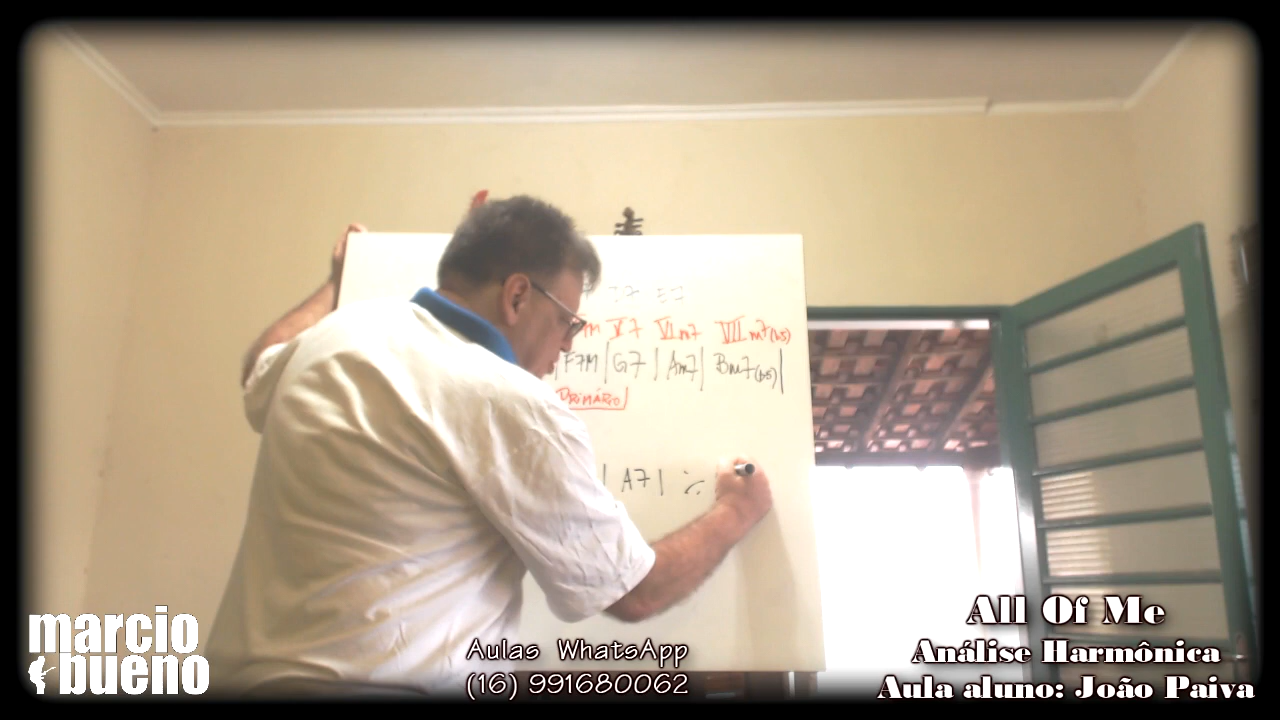 E7
M V7 VIm7 VIIm7(b5)
F7M | G7 | Am7 | Bm7(b5) |
PRIMÁRIO
| A7 | ٪
marcio
bueno
Aulas WhatsApp
(16) 991680062
All Of Me
Análise Harmônica
Aula aluno: João Paiva